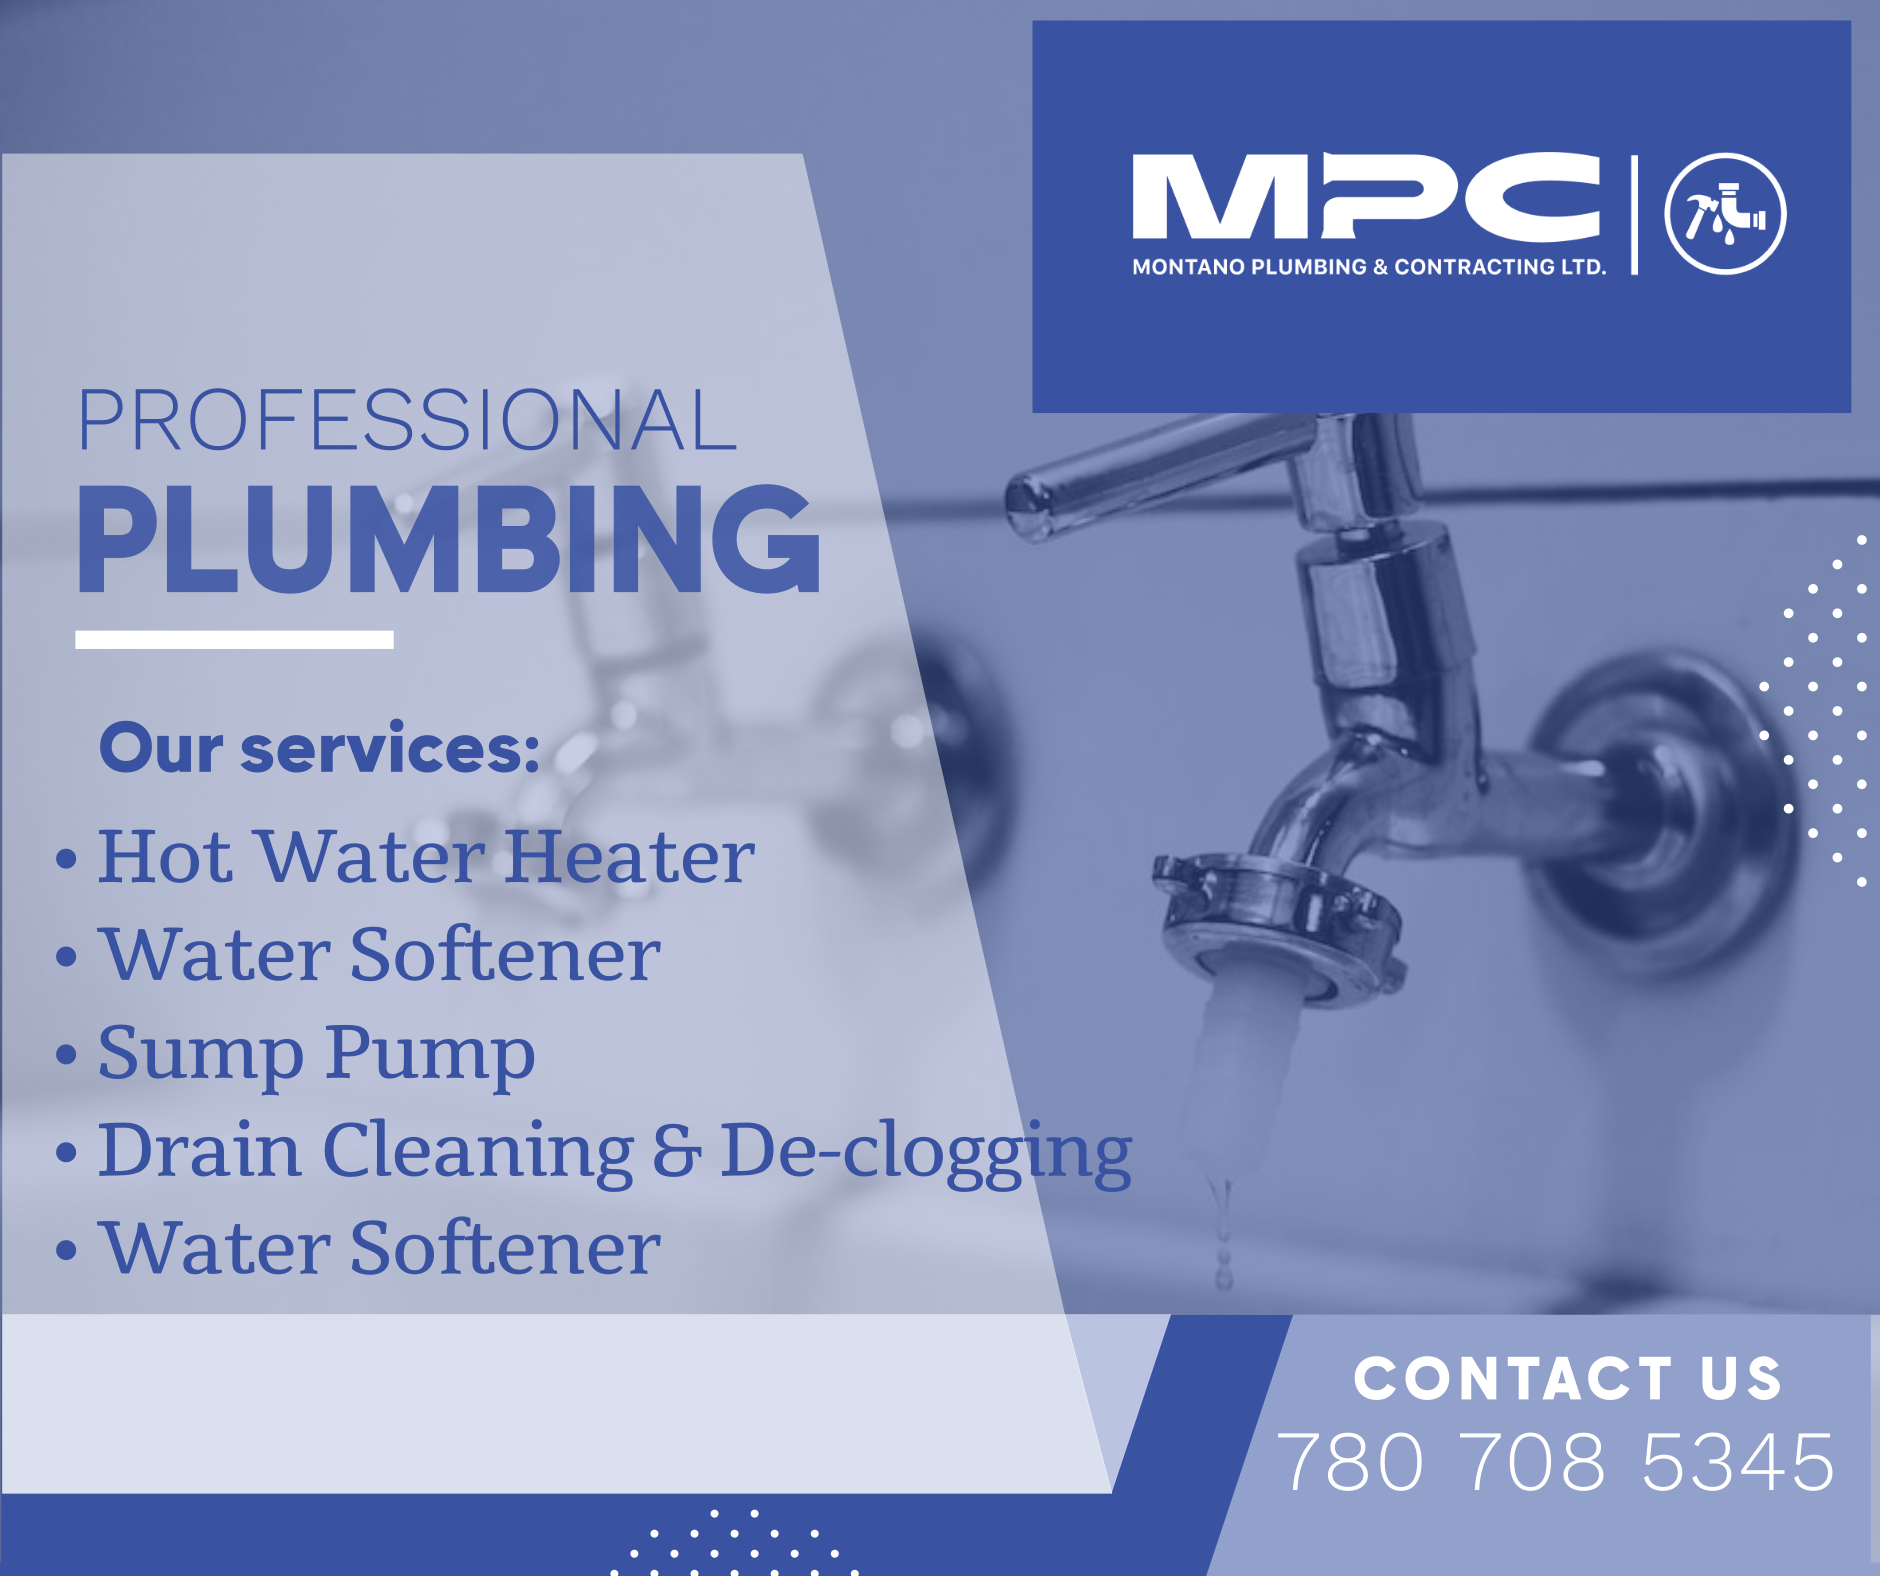 MPC
MONTANO PLUMBING & CONTRACTING LTD.
PROFESSIONAL
PLUMBING
Our services:
• Hot Water Heater
• Water Softener
• Sump Pump
• Drain Cleaning & De-clogging
• Water Softener
CONTACT US
780 708 5345